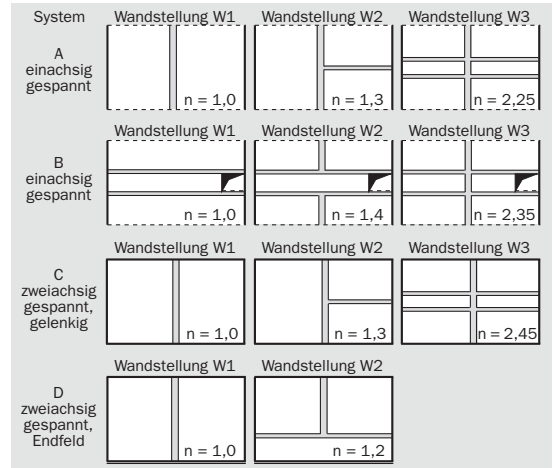 System Wandstellung W1 Wandstellung W2 Wandstellung W3
A
einachsig
gespannt
n = 1,0 n = 1,3 n = 2,25
Wandstellung W1 Wandstellung W2 Wandstellung W3
B
einachsig
gespannt
n = 1,0 n = 1,4 n = 2,35
Wandstellung W1 Wandstellung W2 Wandstellung W3
C
zweiachsig
gespannt,
gelenkig
n = 1,0 n = 1,3 n = 2,45
Wandstellung W1 Wandstellung W2
D
zweiachsig
gespannt,
Endfeld
n = 1,0 n = 1,2